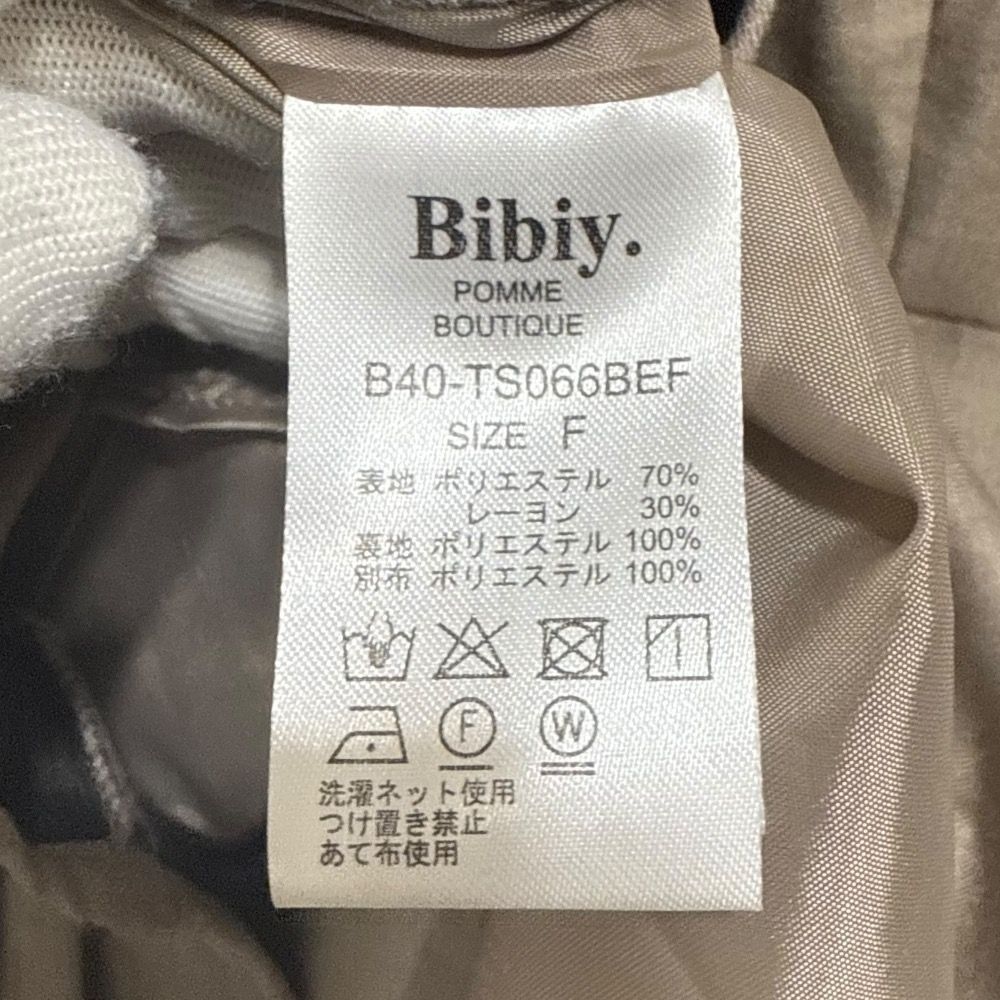 Bibiy.
POMME
BOUTIQUE
B40-TS066BEF
SIZE F
表地 ポリエステル 70%
レーヨン 30%
裏地 ポリエステル 100%
別布 ポリエステル 100%
F W
洗濯ネット使用
つけ置き禁止
あて布使用